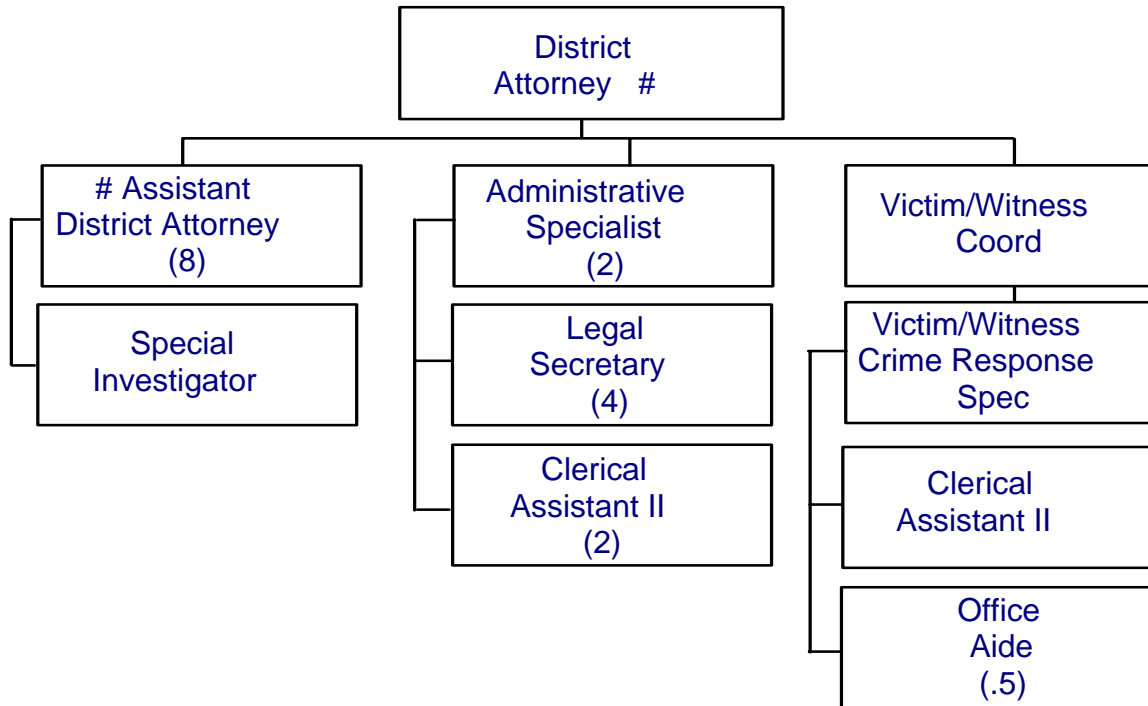 District
Attorney #
# Assistant
District Attorney
(8)
Special
Investigator
Administrative
Specialist
(2)
Legal
Secretary
(4)
Clerical
Assistant II
(2)
Victim/Witness
Coord
Victim/Witness
Crime Response
Spec
Clerical
Assistant II
Office
Aide
(.5)